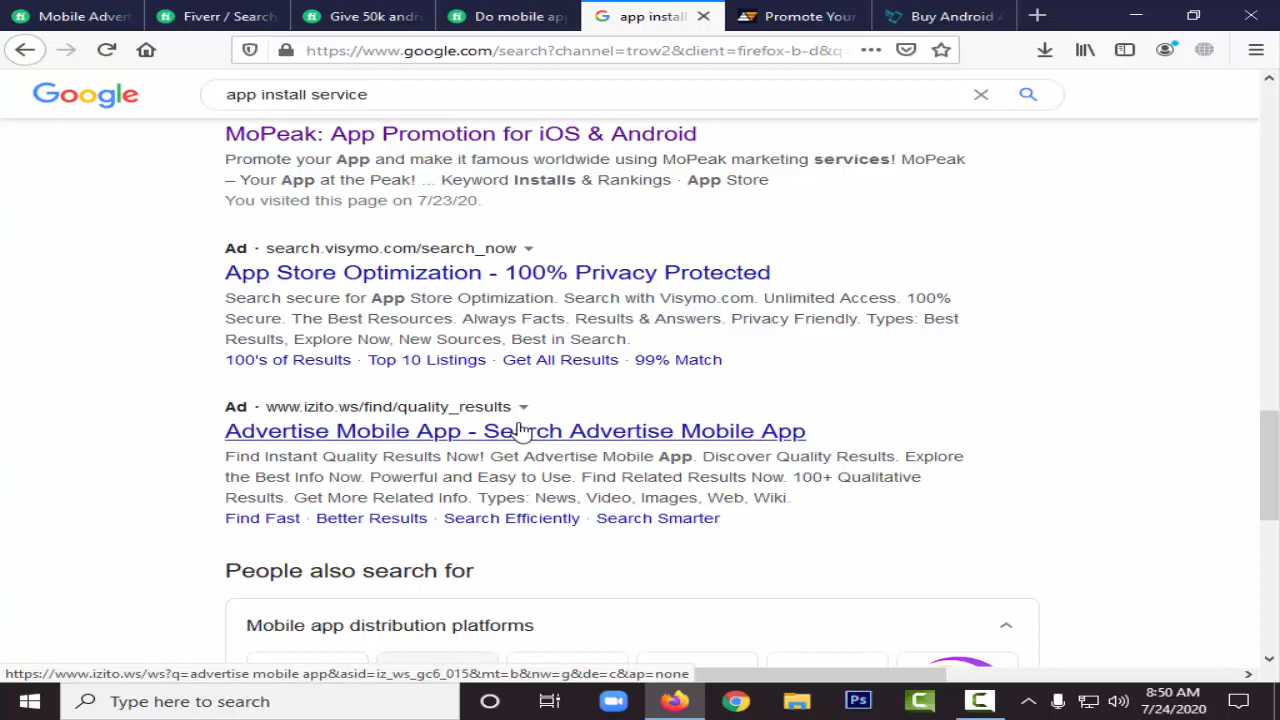 Mobile Adver
Fiverr / Search
Give 50k andr
Do mobile ap
app install
Promote Your
Buy Android A
https://www.google.com/search?channel=trow2&client=firefox-b-d&q=
Google
app install service
MoPeak: App Promotion for iOS & Android
Promote your App and make it famous worldwide using MoPeak marketing services! MoPeak
– Your App at the Peak! ... Keyword Installs & Rankings · App Store
You visited this page on 7/23/20.
Ad · search.visymo.com/search_now
App Store Optimization - 100% Privacy Protected
Search secure for App Store Optimization. Search with Visymo.com. Unlimited Access. 100%
Secure. The Best Resources. Always Facts. Results & Answers. Privacy Friendly. Types: Best
Results, Explore Now, New Sources, Best in Search.
100's of Results · Top 10 Listings · Get All Results · 99% Match
Ad · www.izito.ws/find/quality_results
Advertise Mobile App - Search Advertise Mobile App
Find Instant Quality Results Now! Get Advertise Mobile App. Discover Quality Results. Explore
the Best Info Now. Powerful and Easy to Use. Find Related Results Now. 100+ Qualitative
Results. Get More Related Info. Types: News, Video, Images, Web, Wiki.
Find Fast · Better Results · Search Efficiently · Search Smarter
People also search for
Mobile app distribution platforms
https://www.izito.ws/ws?q=advertise mobile app&asid=iz_ws_gc6_015&mt=b&nw=g&de=c&ap=none
Type here to search
Ps
8:50 AM
7/24/2020